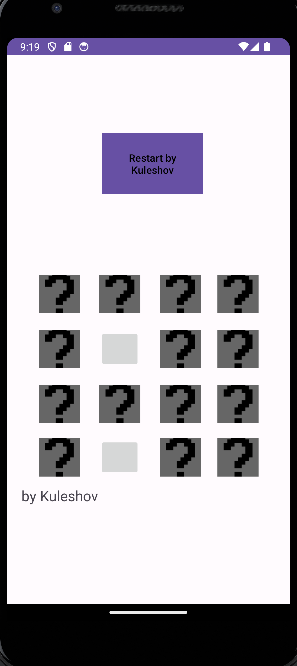 9:19
Restart by
Kuleshov
? ? ? ?
? ? ?
? ? ? ?
? ? ?
by Kuleshov